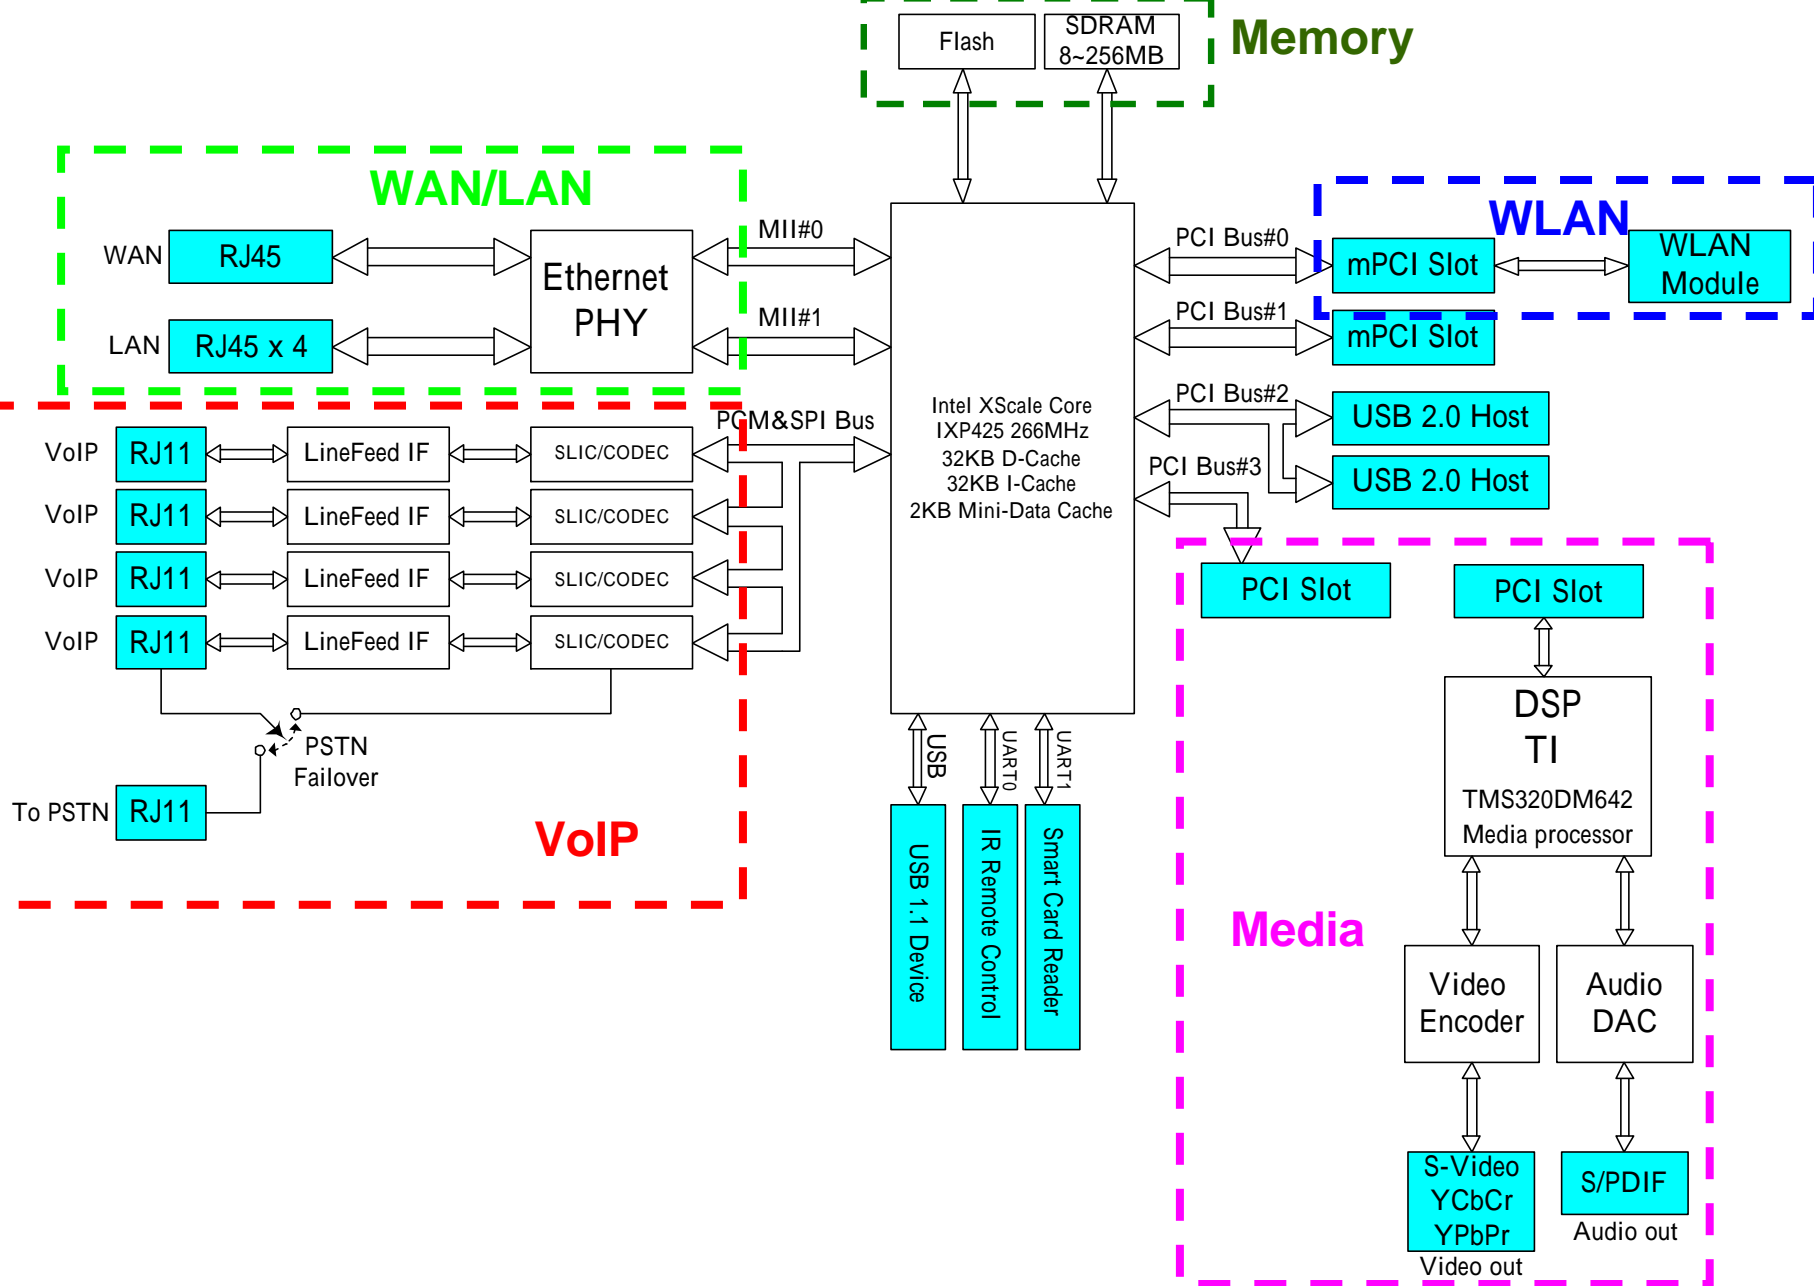 Flash
SDRAM
8~256MB
Memory
WAN/LAN
WAN
RJ45
Ethernet
PHY
MII#0
LAN
RJ45 x 4
MII#1
PCI Bus#0
mPCI Slot
WLAN
WLAN
Module
PCI Bus#1
mPCI Slot
PCI Bus#2
USB 2.0 Host
PCI Bus#3
USB 2.0 Host
Intel XScale Core
IXP425 266MHz
32KB D-Cache
32KB I-Cache
2KB Mini-Data Cache
PCM&SPI Bus
VoIP
RJ11
LineFeed IF
SLIC/CODEC
VoIP
RJ11
LineFeed IF
SLIC/CODEC
VoIP
RJ11
LineFeed IF
SLIC/CODEC
VoIP
RJ11
LineFeed IF
SLIC/CODEC
PSTN
Failover
To PSTN
RJ11
VoIP
USB
UART0
UART1
USB 1.1 Device
IR Remote Control
Smart Card Reader
PCI Slot
PCI Slot
DSP
TI
TMS320DM642
Media processor
Media
Video
Encoder
Audio
DAC
S-Video
YCbCr
YPbPr
Video out
S/PDIF
Audio out